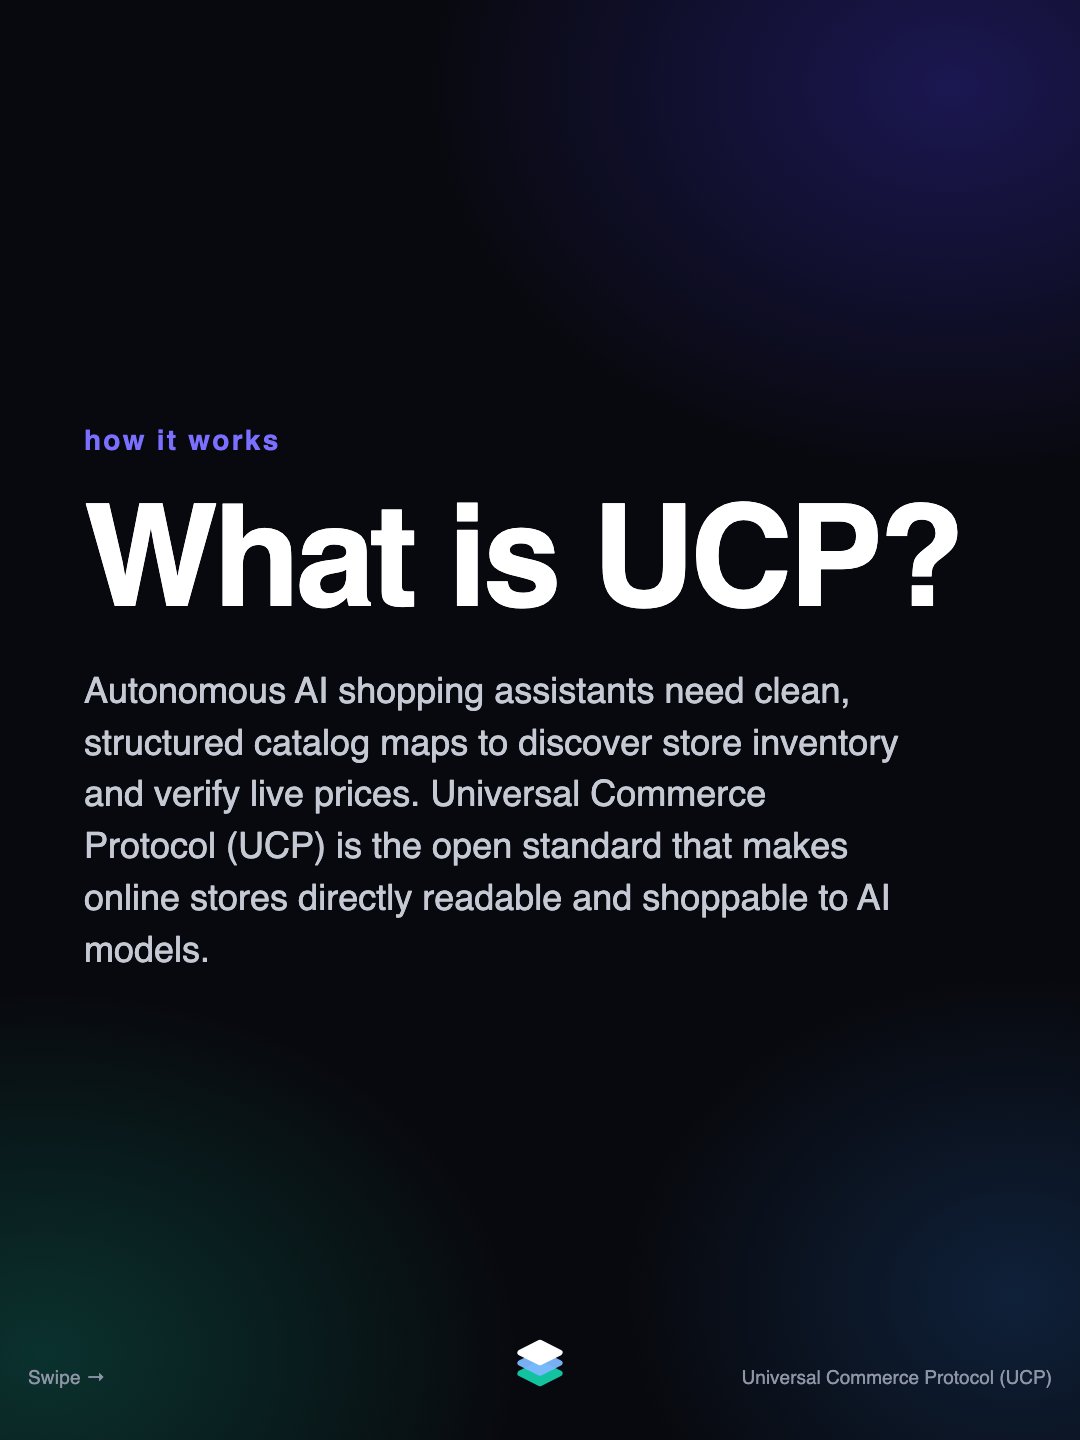 how it works
What is UCP?
Autonomous AI shopping assistants need clean,
structured catalog maps to discover store inventory
and verify live prices. Universal Commerce
Protocol (UCP) is the open standard that makes
online stores directly readable and shoppable to AI
models.
Swipe →
Universal Commerce Protocol (UCP)